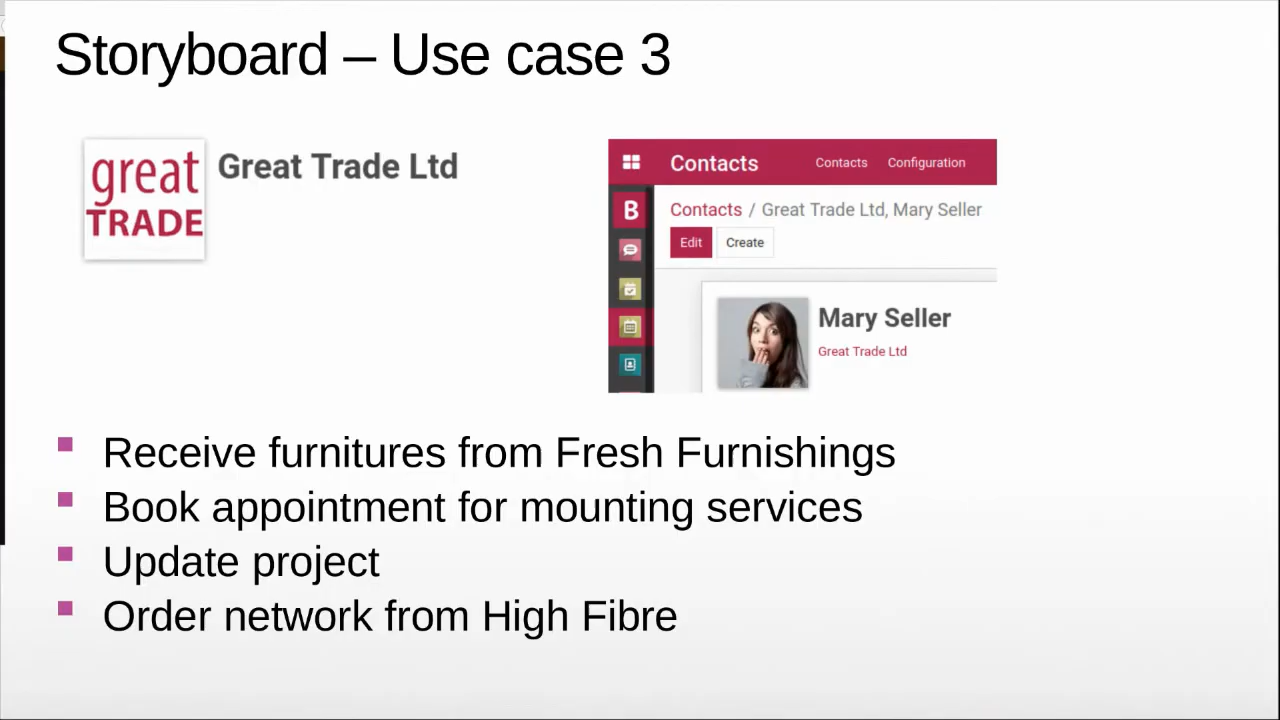 Storyboard – Use case 3
great
TRADE
Great Trade Ltd
Contacts
Contacts
Configuration
B
Contacts / Great Trade Ltd, Mary Seller
Edit
Create
Mary Seller
Great Trade Ltd
Receive furnitures from Fresh Furnishings
Book appointment for mounting services
Update project
Order network from High Fibre